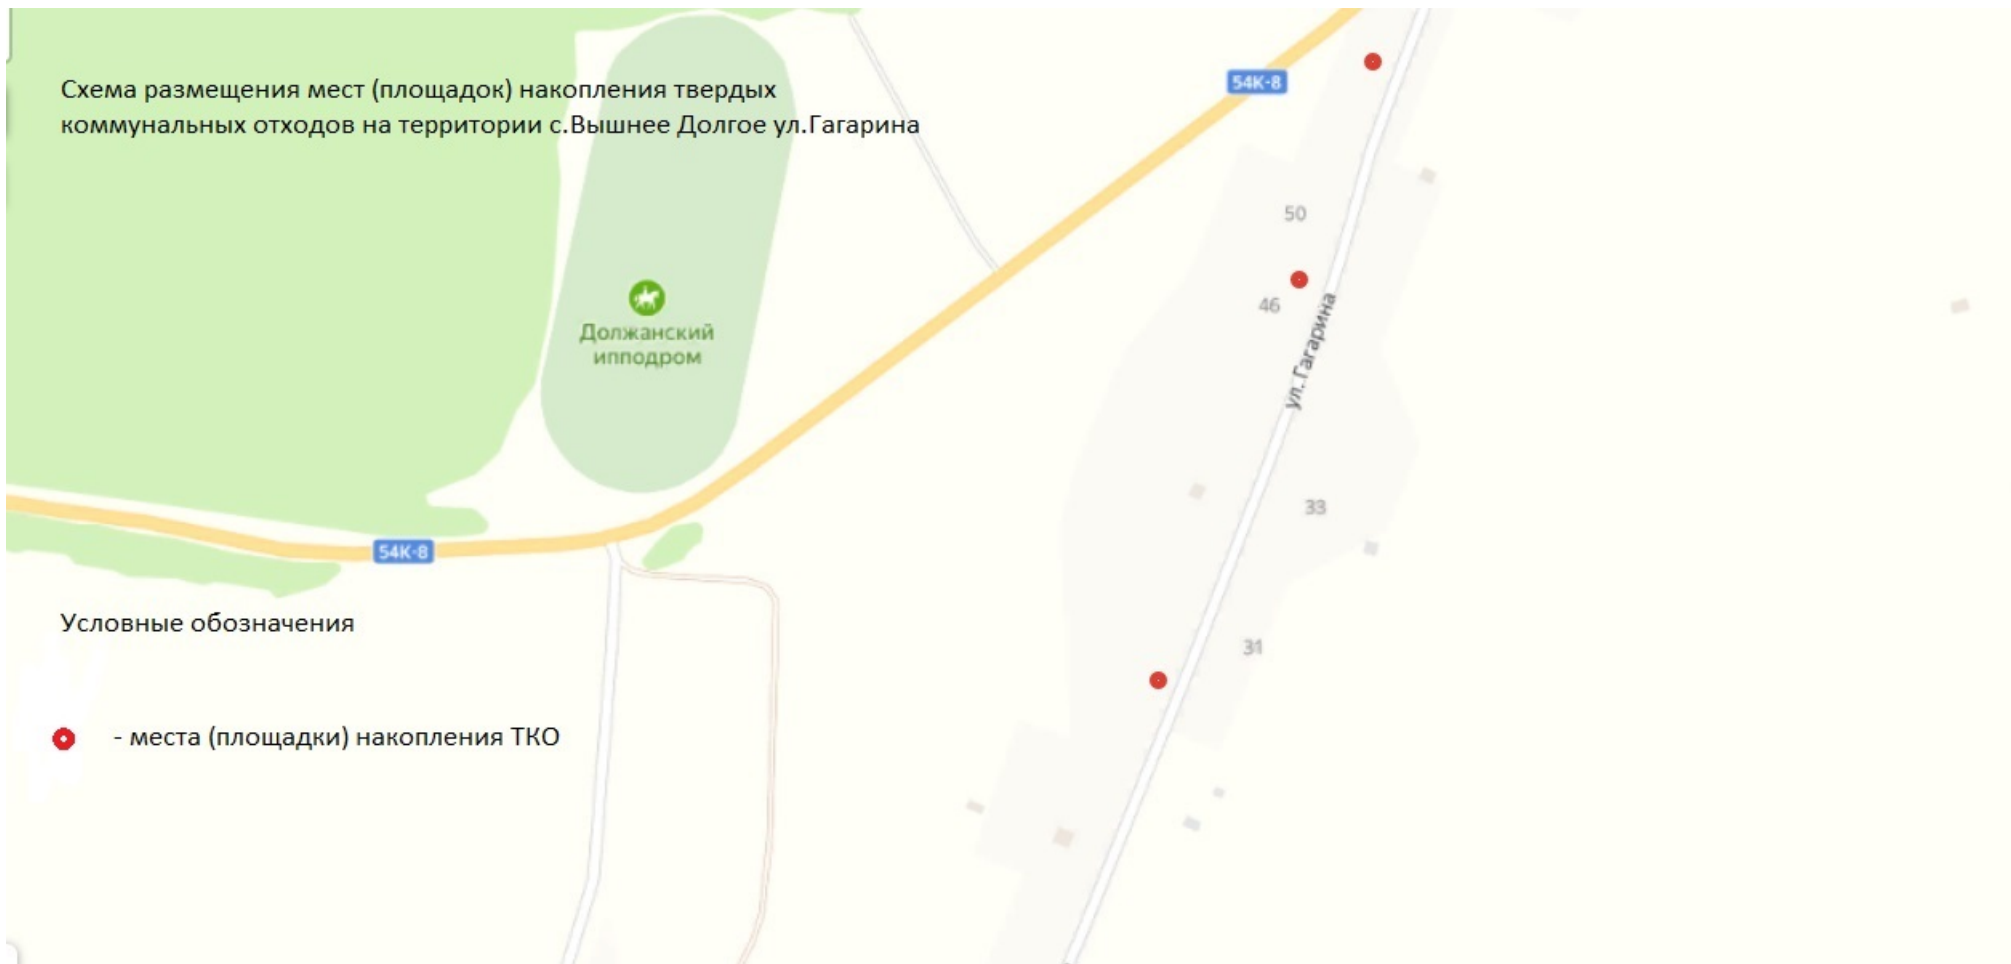 Схема размещения мест (площадок) накопления твердых
коммунальных отходов на территории с.Вышнее Долгое ул.Гагарина
54К-8
50
46
ул. Гагарина
Должанский
ипподром
33
54К-8
31
Условные обозначения
- места (площадки) накопления ТКО